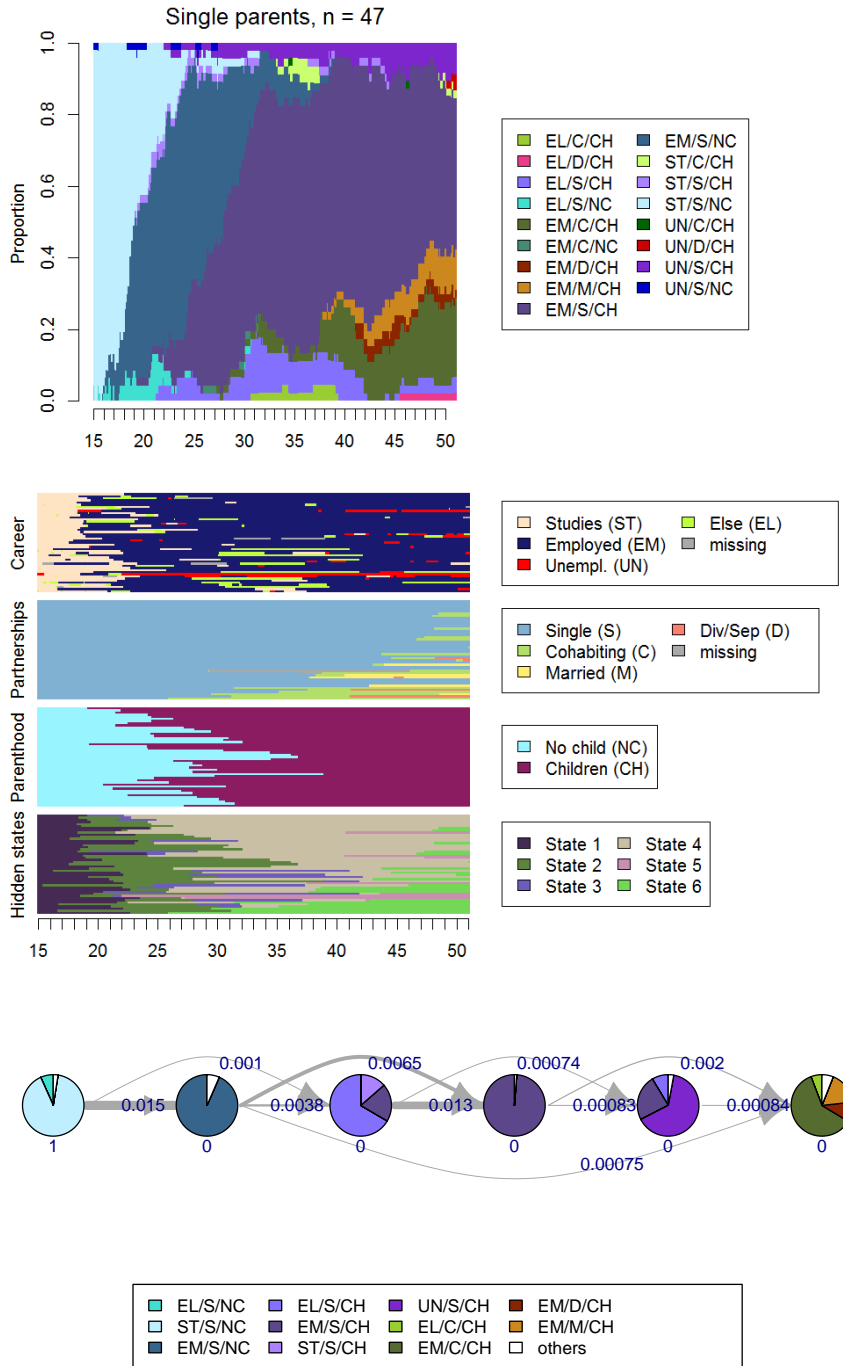 Single parents, n = 47
Proportion
0.0 0.2 0.4 0.6 0.8 1.0
15 20 25 30 35 40 45 50
EL/C/CH EM/S/NC
EL/D/CH ST/C/CH
EL/S/CH ST/S/CH
EL/S/NC ST/S/NC
EM/C/CH UN/C/CH
EM/C/NC UN/D/CH
EM/D/CH UN/S/CH
EM/M/CH UN/S/NC
EM/S/CH
Career
Studies (ST) Else (EL)
Employed (EM) missing
Unempl. (UN)
Partnerships
Single (S) Div/Sep (D)
Cohabiting (C) missing
Married (M)
Parenthood
No child (NC)
Children (CH)
Hidden states
State 1 State 4
State 2 State 5
State 3 State 6
15 20 25 30 35 40 45 50
0.001 0.0065 0.00074 0.002
0.015 0.0038 0.013 0.00083 0.00084
1 0 0 0 0 0
0.00075
EL/S/NC EL/S/CH UN/S/CH EM/D/CH
ST/S/NC EM/S/CH EL/C/CH EM/M/CH
EM/S/NC ST/S/CH EM/C/CH others